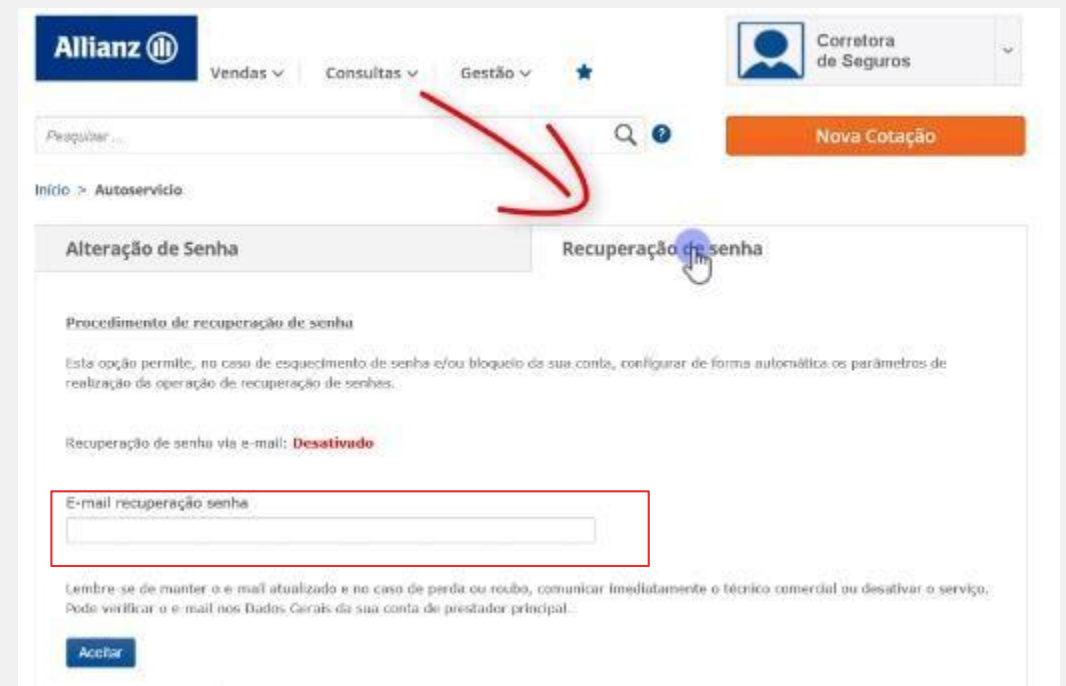 Allianz
Corretora
de Seguros
Vendas
Consultas
Gestão
Pesquisar ...
?
Nova Cotação
Início > Autoservicio
Alteração de Senha
Recuperação de senha
Procedimento de recuperação de senha
Esta opção permite, no caso de esquecimento de senha e/ou bloqueio da sua conta, configurar de forma automática os parâmetros de
realização da operação de recuperação de senhas.
Recuperação de senha via e-mail: Desativado
E-mail recuperação senha
Lembre-se de manter o e-mail atualizado e no caso de perda ou roubo, comunicar imediatamente o técnico comercial ou desativar o serviço.
Pode verificar o e-mail nos Dados Gerais da sua conta de prestador principal.
Aceitar